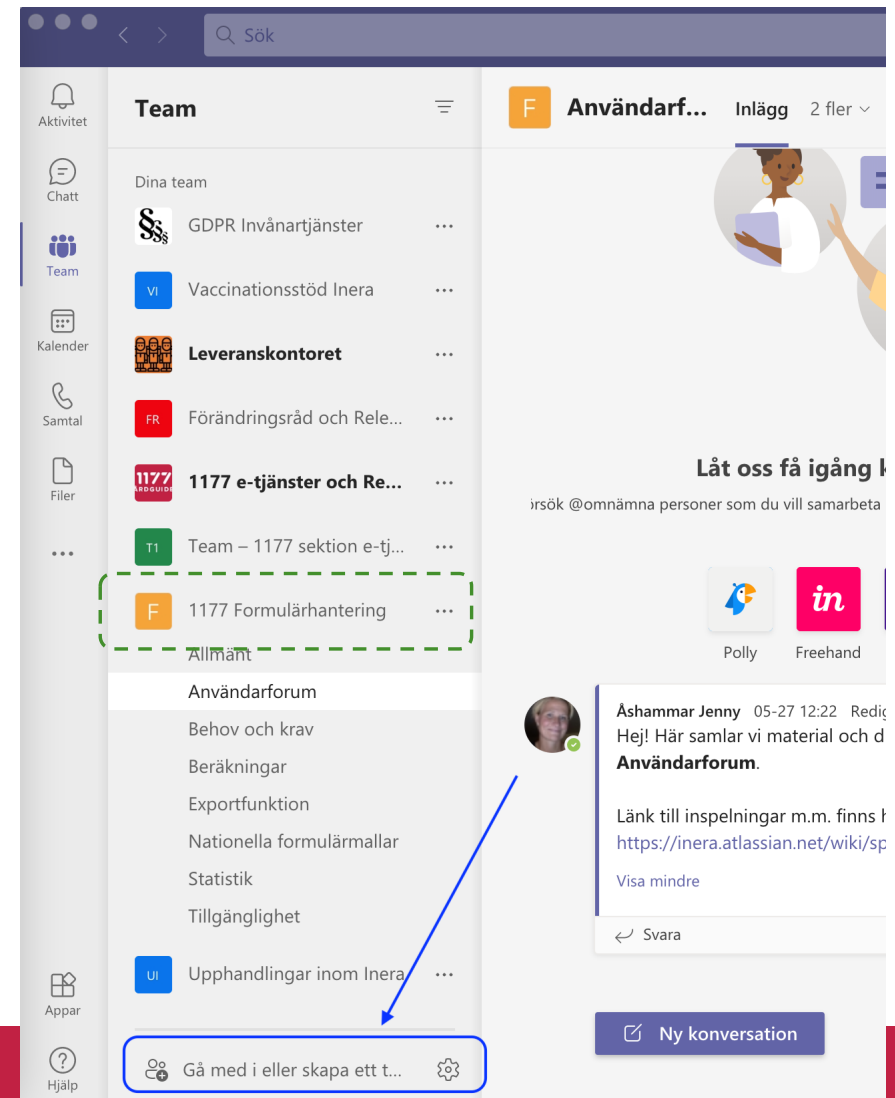 Sök
Aktivitet
Chatt
Team
Kalender
Samtal
Filer
Appar
Hjälp
Team
Dina team
GDPR Invånartjänster
VI Vaccinationsstöd Inera
Leveranskontoret
FR Förändringsråd och Rele...
1177 1177 e-tjänster och Re...
T1 Team – 1177 sektion e-tj...
F 1177 Formulärhantering
Allmänt
Användarforum
Behov och krav
Beräkningar
Exportfunktion
Nationella formulärmallar
Statistik
Tillgänglighet
UI Upphandlingar inom Inera
Gå med i eller skapa ett t...
F Användarf... Inlägg 2 fler
Låt oss få igång
örsök @omnämna personer som du vill samarbeta
in
Polly Freehand
Åshammar Jenny 05-27 12:22 Redig
Hej! Här samlar vi material och d
Användarforum.
Länk till inspelningar m.m. finns h
https://inera.atlassian.net/wiki/sp
Visa mindre
Svara
Ny konversation